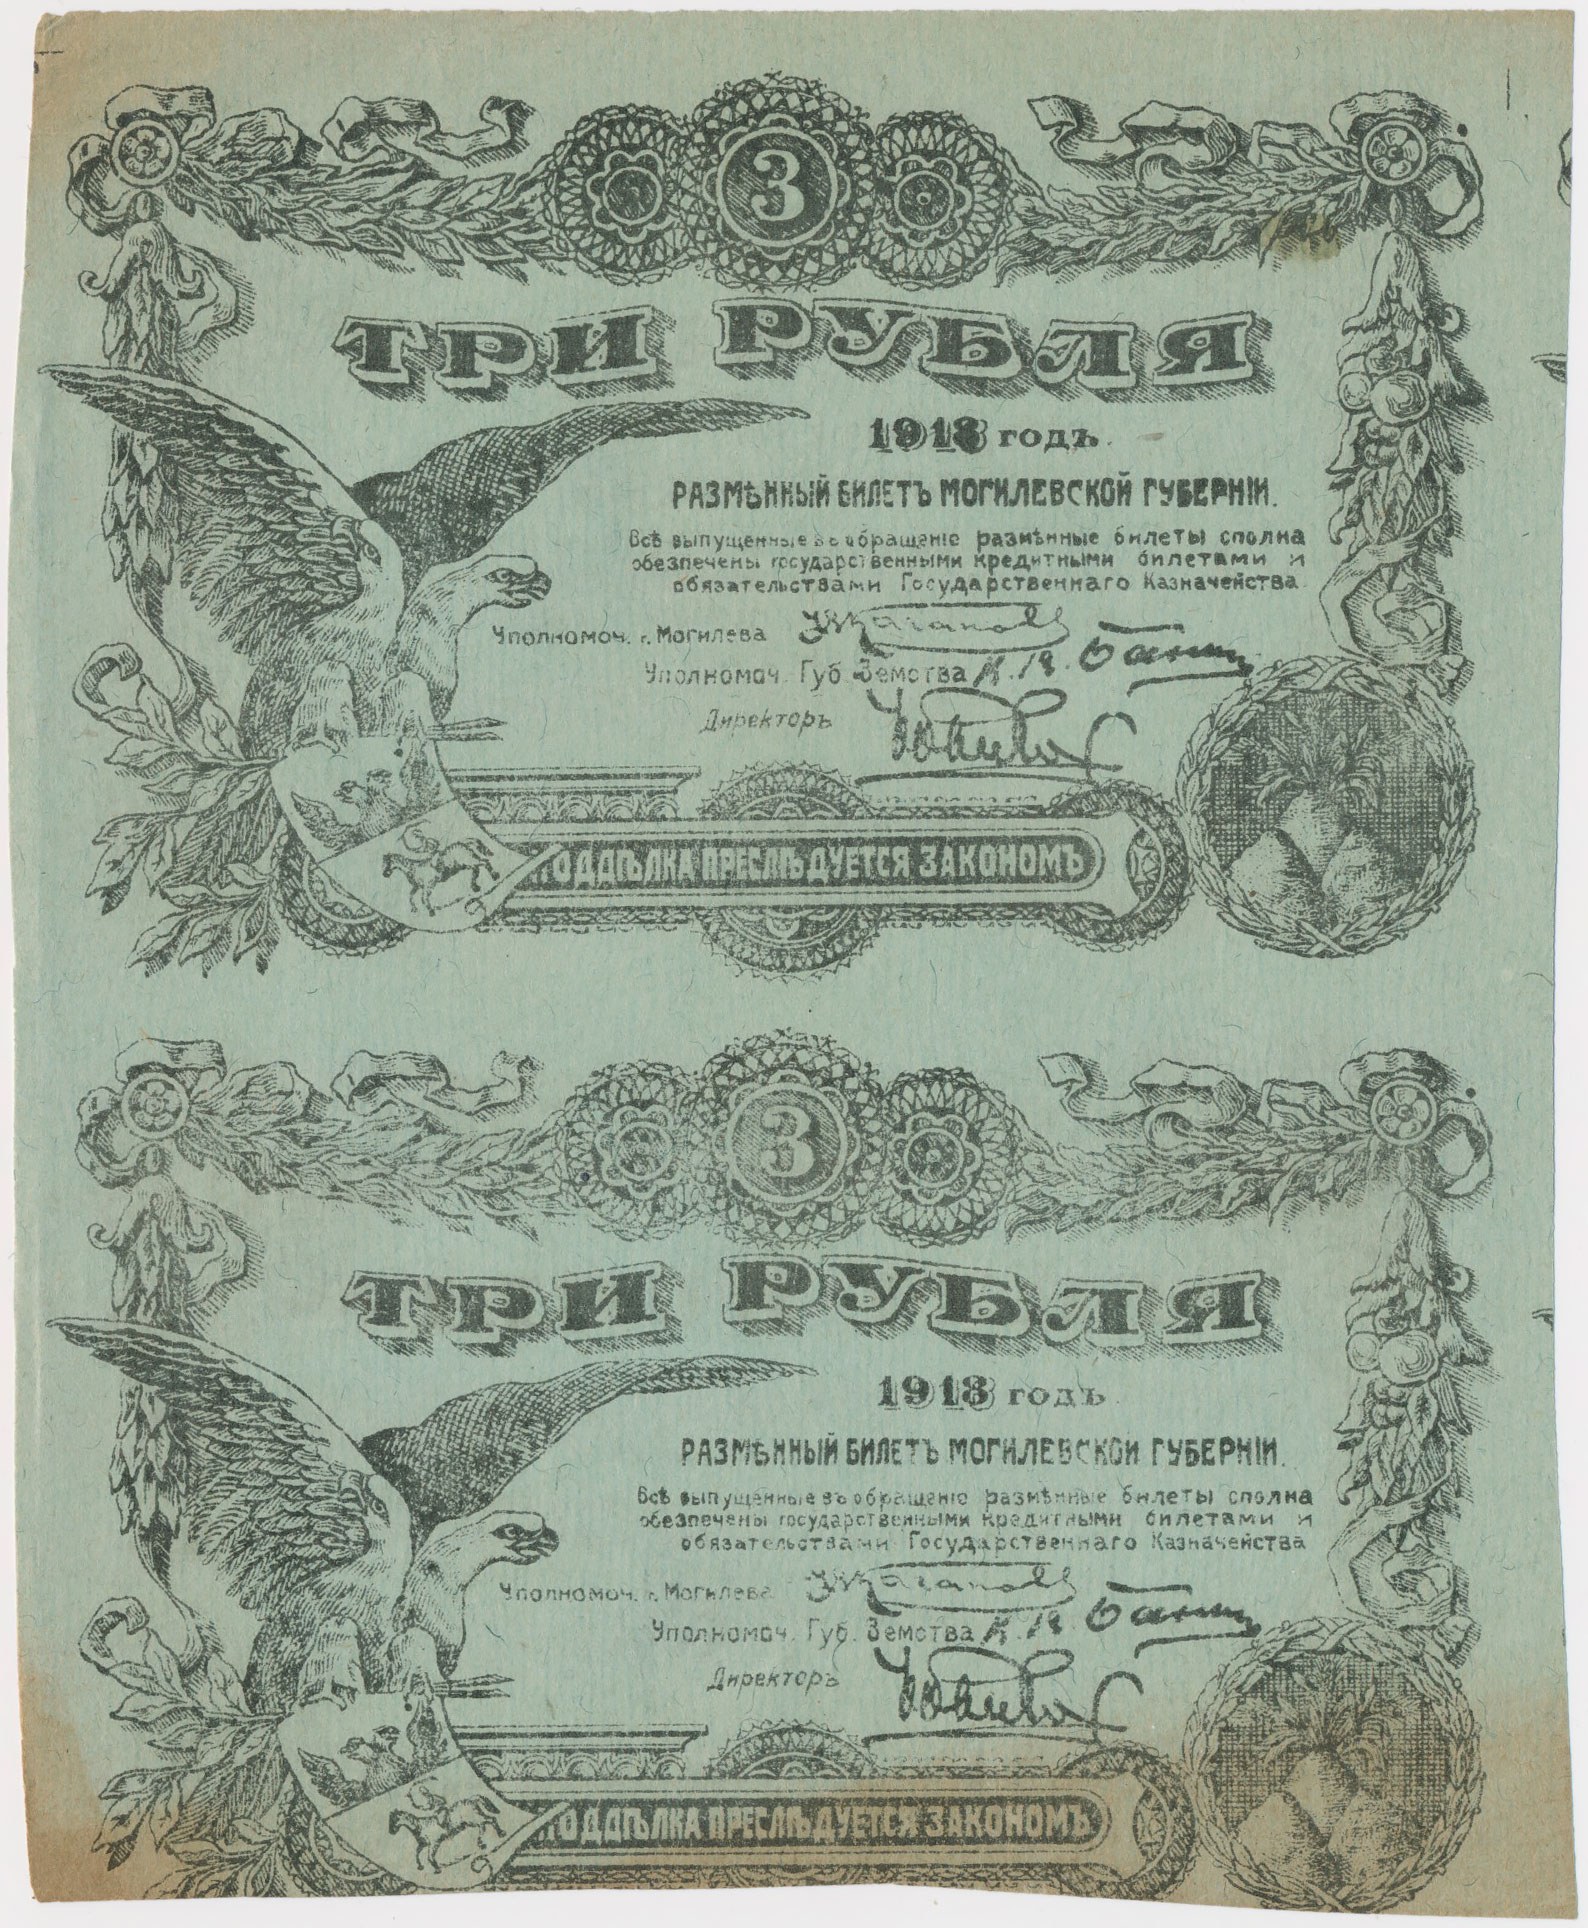 3
ТРИ РУБЛЯ
1918 годъ.
РАЗМѢННЫЙ БИЛЕТЪ МОГИЛЕВСКОЙ ГУБЕРНІИ.
Всѣ выпущенные въ обращеніе размѣнные билеты сполна
обезпечены государственными кредитными билетами и
обязательствами Государственнаго Казначейства
Уполномоч. г. Могилева
Уполномоч. Губ. Земства
Директоръ
ПОДДѢЛКА ПРЕСЛѢДУЕТСЯ ЗАКОНОМЪ
3
ТРИ РУБЛЯ
1918 годъ
РАЗМѢННЫЙ БИЛЕТЪ МОГИЛЕВСКОЙ ГУБЕРНІИ.
Всѣ выпущенные въ обращеніе размѣнные билеты сполна
обезпечены государственными кредитными билетами и
обязательствами Государственнаго Казначейства
Уполномоч. г. Могилева
Уполномоч. Губ. Земства
Директоръ
ПОДДѢЛКА ПРЕСЛѢДУЕТСЯ ЗАКОНОМЪ